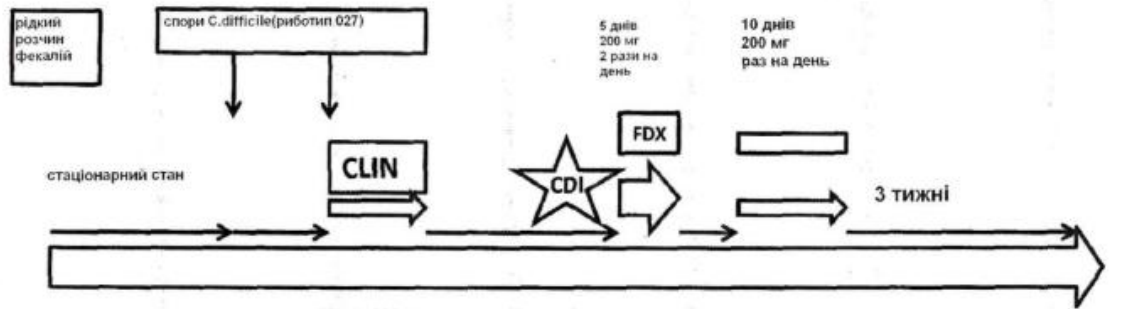 рідкий
розчин
фекалій
спори C.difficile(риботип 027)
5 днів
200 мг
2 рази на
день
10 днів
200 мг
раз на день
FDX
CLIN
CDI
стаціонарний стан
3 тижні